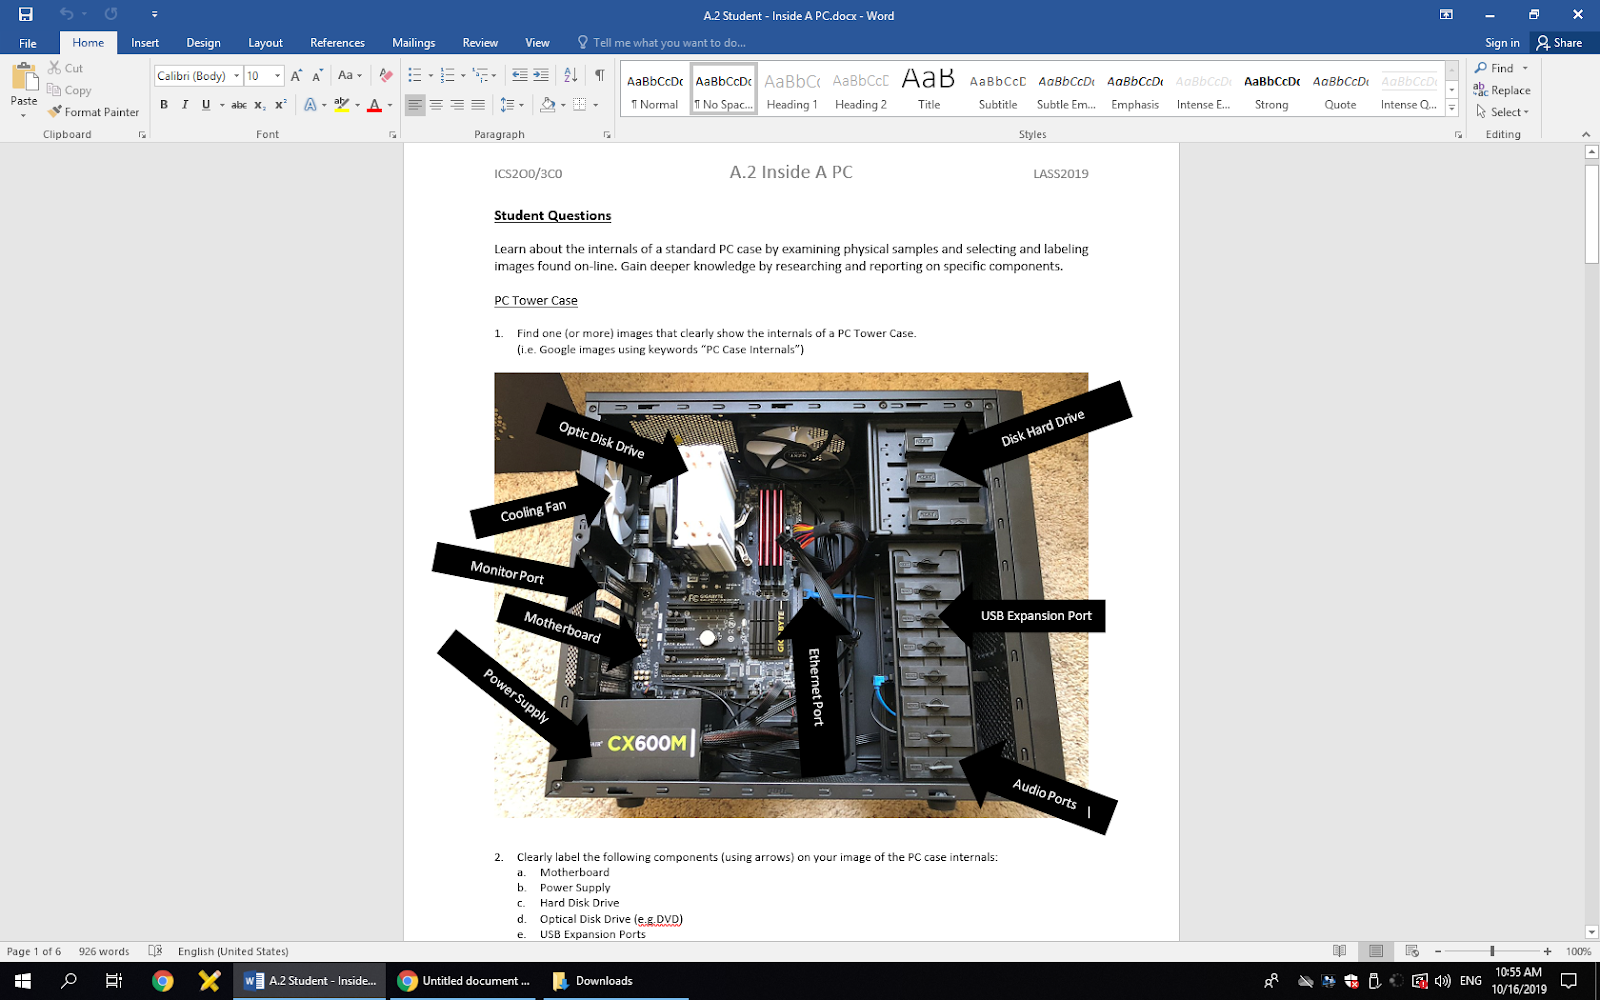 A.2 Student - Inside A PC.docx - Word
File Home Insert Design Layout References Mailings Review View Tell me what you want to do... Sign in Share
Paste
Cut
Copy
Format Painter
Clipboard
Calibri (Body) 10
Font
Paragraph
AaBbCcDc AaBbCcDc AaBbCc AaBbCcD AaB AaBbCcD AaBbCcDc AaBbCcDc AaBbCcDc AaBbCcDc AaBbCcDc AaBbCcDc
¶ Normal ¶ No Spac... Heading 1 Heading 2 Title Subtitle Subtle Em... Emphasis Intense E... Strong Quote Intense Q...
Styles
Find
Replace
Select
Editing
ICS2O0/3C0 A.2 Inside A PC LASS2019
Student Questions
Learn about the internals of a standard PC case by examining physical samples and selecting and labeling
images found on-line. Gain deeper knowledge by researching and reporting on specific components.
PC Tower Case
1. Find one (or more) images that clearly show the internals of a PC Tower Case.
(i.e. Google images using keywords “PC Case Internals”)
Optic Disk Drive
Disk Hard Drive
Cooling Fan
Monitor Port
Motherboard
USB Expansion Port
Power Supply
Ethernet Port
GIGABYTE
CX600M
Audio Ports
2. Clearly label the following components (using arrows) on your image of the PC case internals:
a. Motherboard
b. Power Supply
c. Hard Disk Drive
d. Optical Disk Drive (e.g.DVD)
e. USB Expansion Ports
Page 1 of 6 926 words English (United States) 100%
A.2 Student - Inside... Untitled document ... Downloads ENG 10:55 AM
10/16/2019